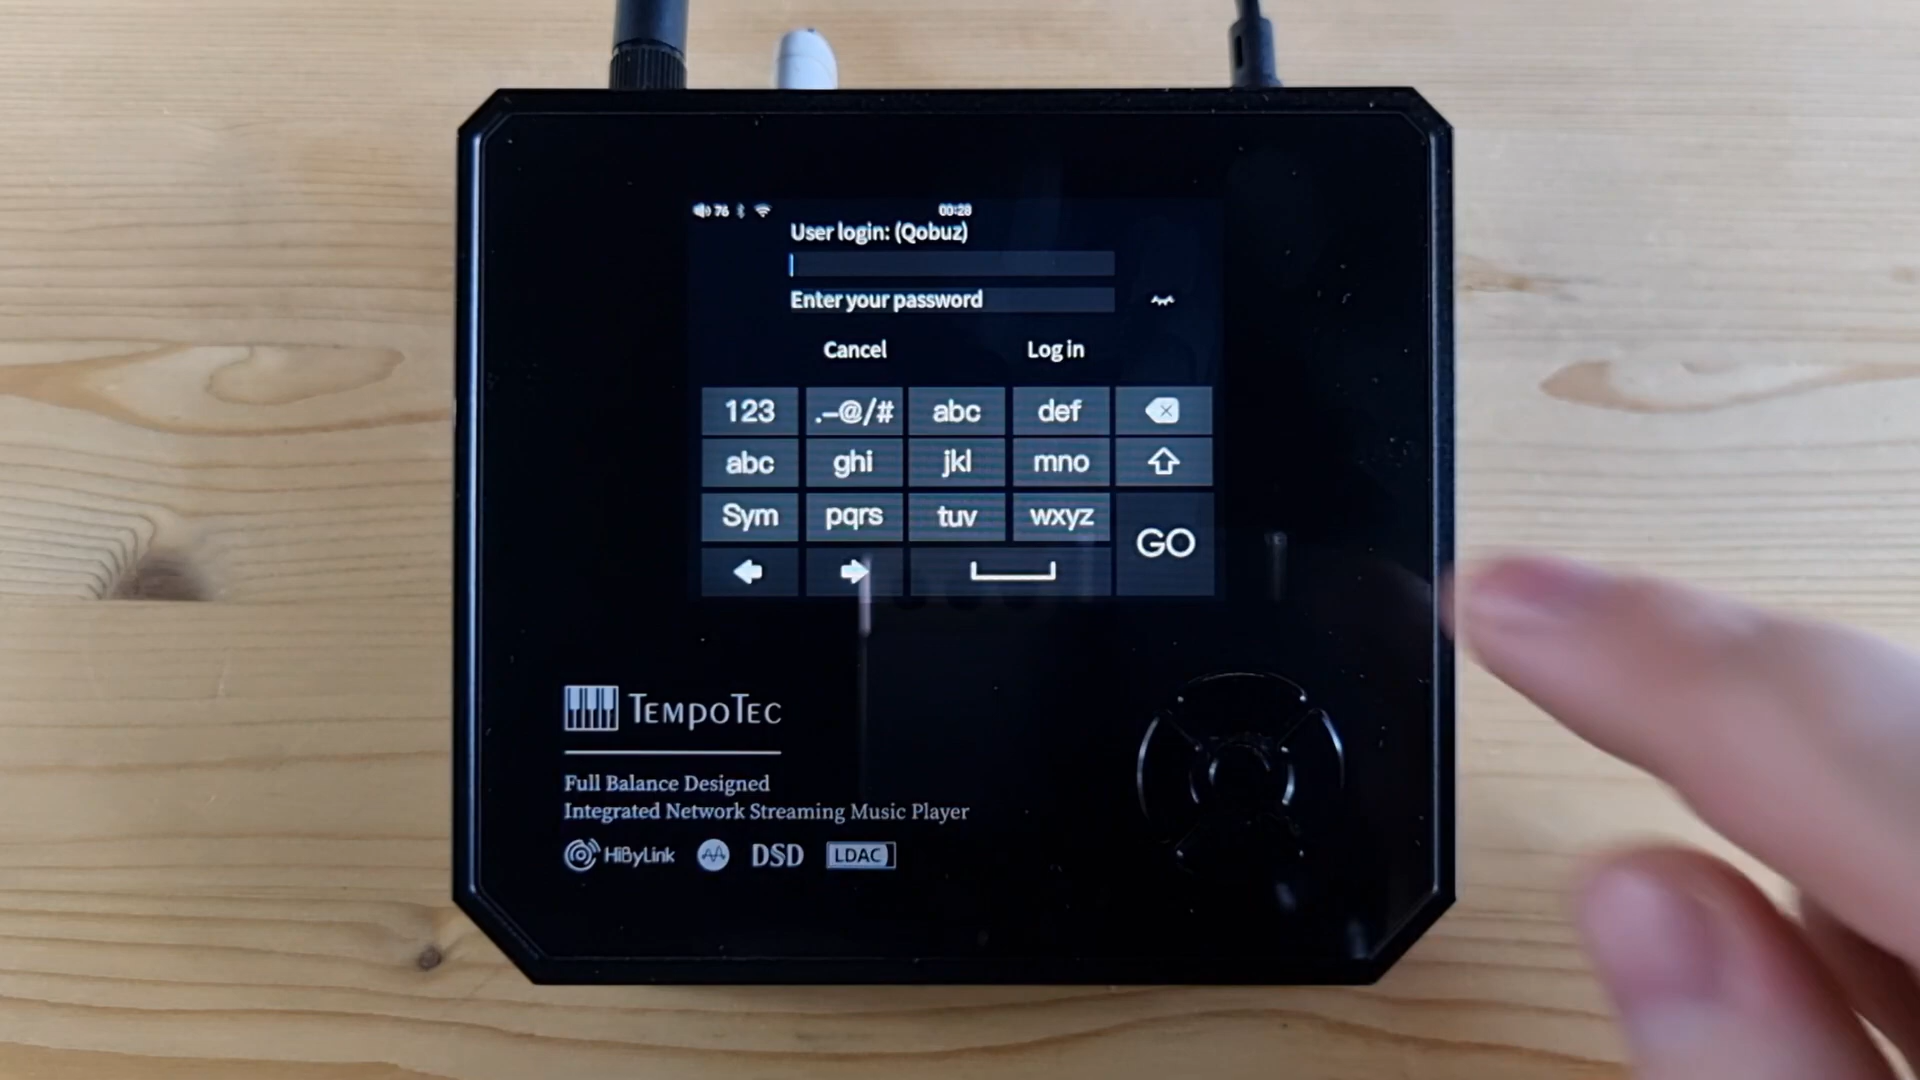 76 00:28
User login: (Qobuz)
Enter your password
Cancel Log in
123 .-@/# abc def
abc ghi jkl mno
Sym pqrs tuv wxyz
GO
TEMPOTEC
Full Balance Designed
Integrated Network Streaming Music Player
HiByLink DSD LDAC